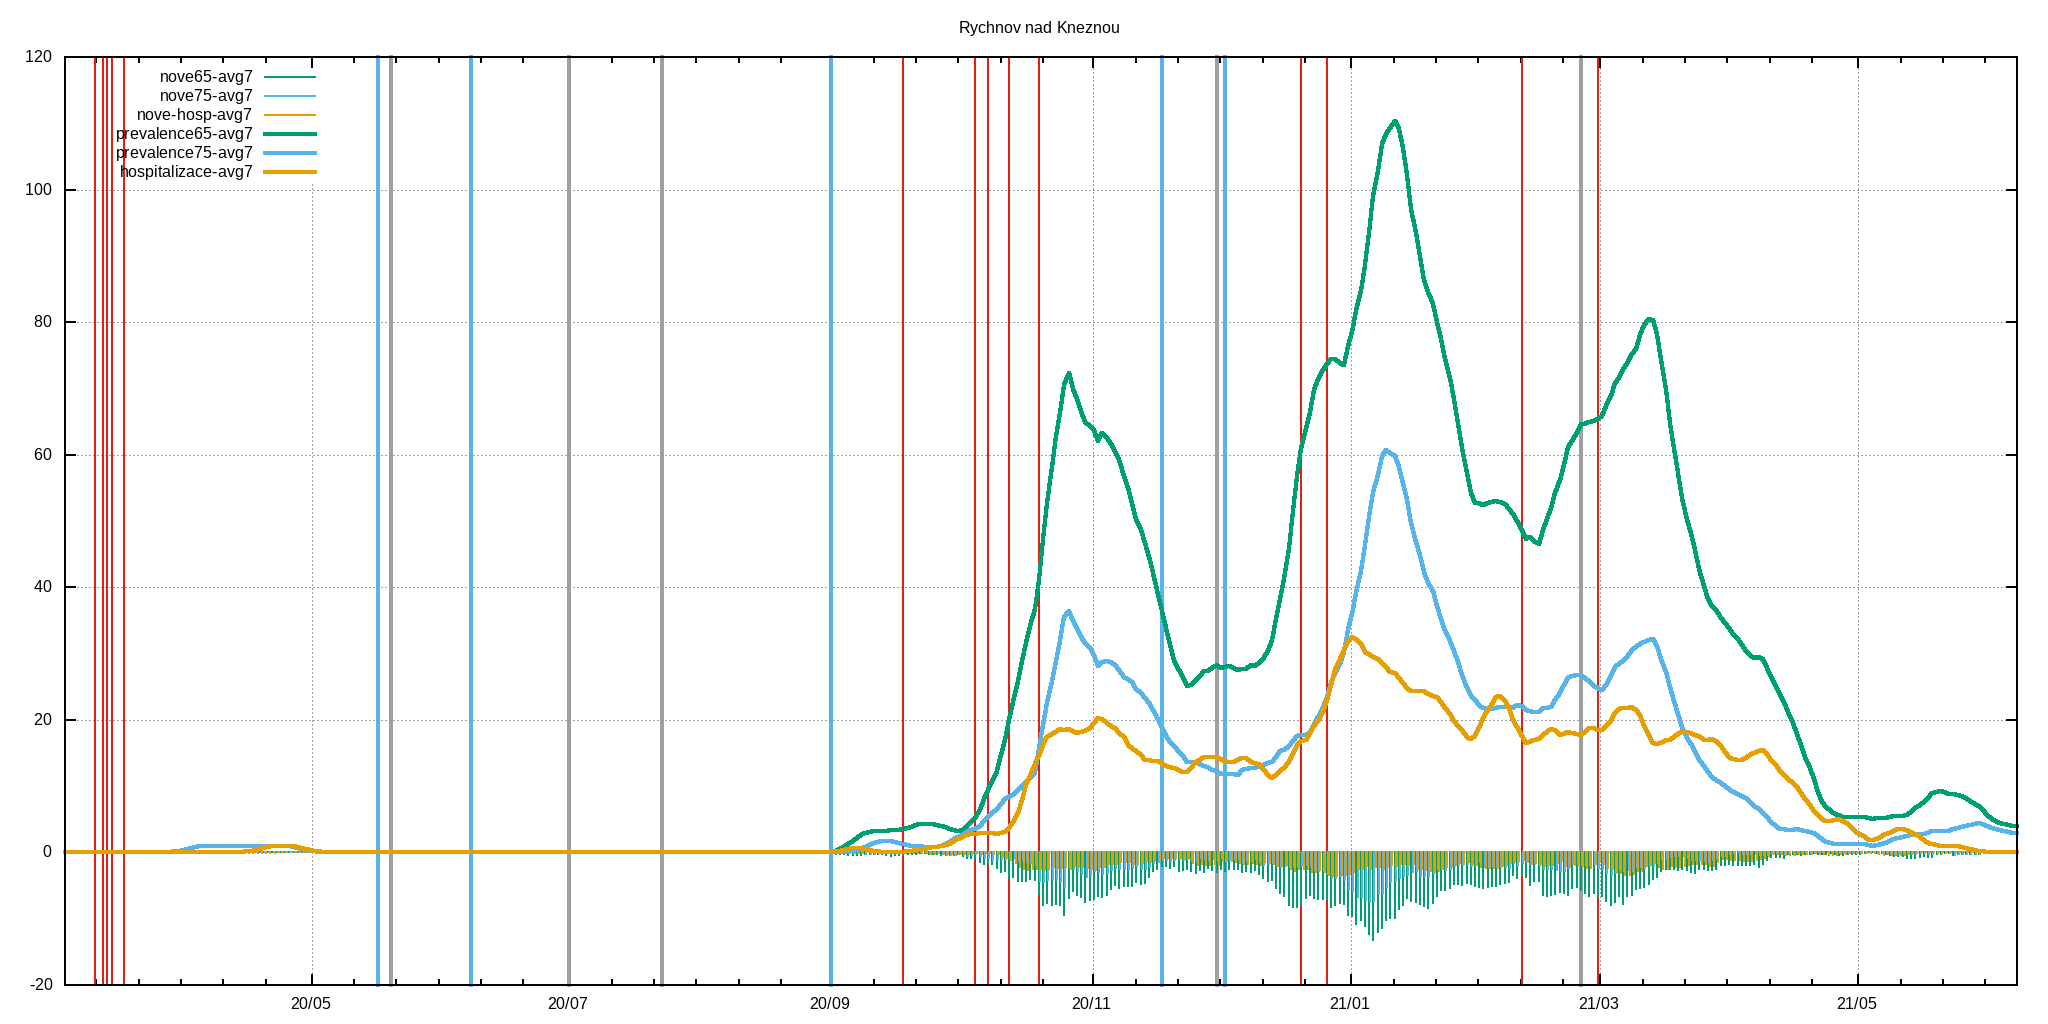 Rychnov nad Kneznou
120
100
80
60
40
20
0
-20
nove65-avg7
nove75-avg7
nove-hosp-avg7
prevalence65-avg7
prevalence75-avg7
hospitalizace-avg7
20/05
20/07
20/09
20/11
21/01
21/03
21/05